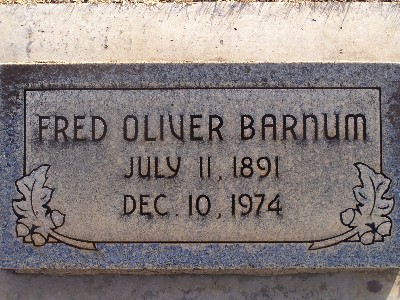 FRED OLIVER BARNUM
JULY 11, 1891
DEC. 10, 1974